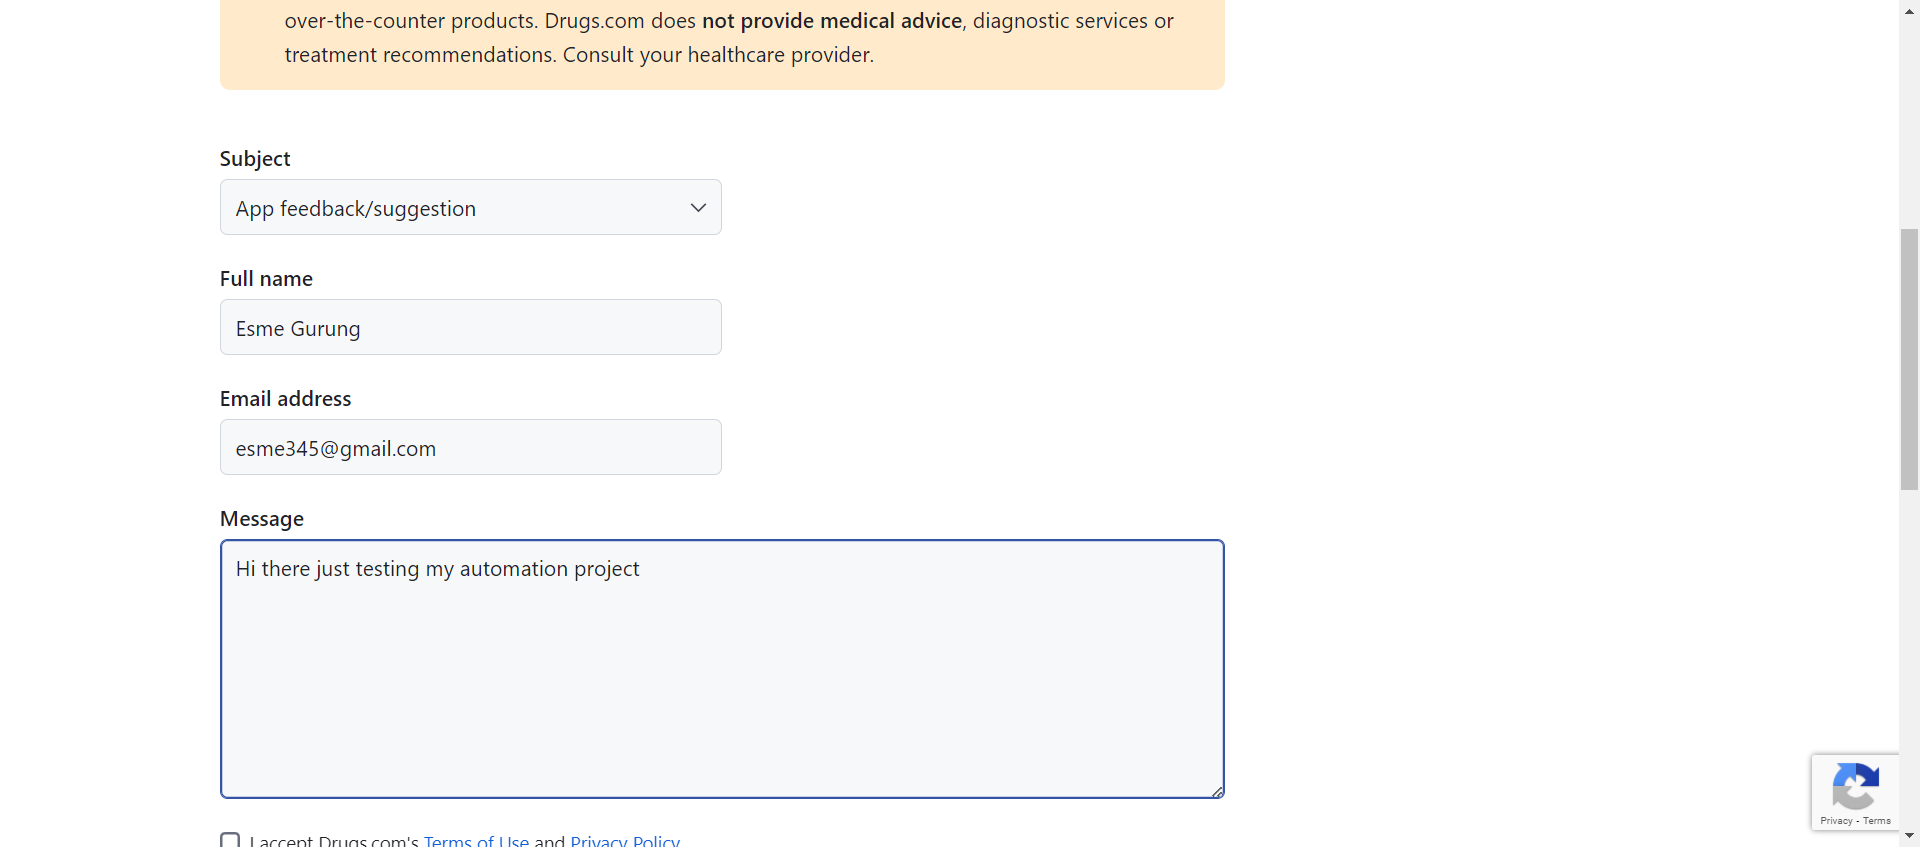 over-the-counter products. Drugs.com does not provide medical advice, diagnostic services or
treatment recommendations. Consult your healthcare provider.
Subject
App feedback/suggestion
Full name
Esme Gurung
Email address
esme345@gmail.com
Message
Hi there just testing my automation project
I accept Drugs.com's Terms of Use and Privacy Policy
Privacy - Terms